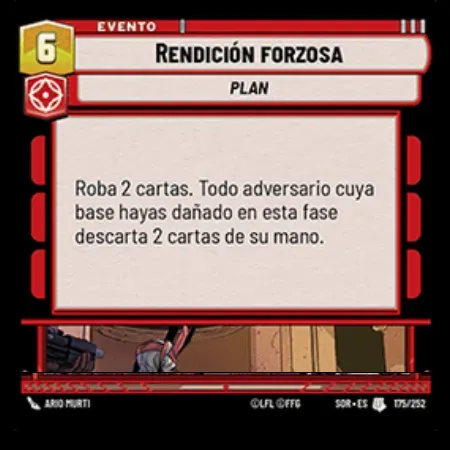 EVENTO
6
RENDICIÓN FORZOSA
PLAN
Roba 2 cartas. Todo adversario cuya
base hayas dañado en esta fase
descarta 2 cartas de su mano.
ARIO MURTI
©LFL ©FFG
SOR • ES
175/252